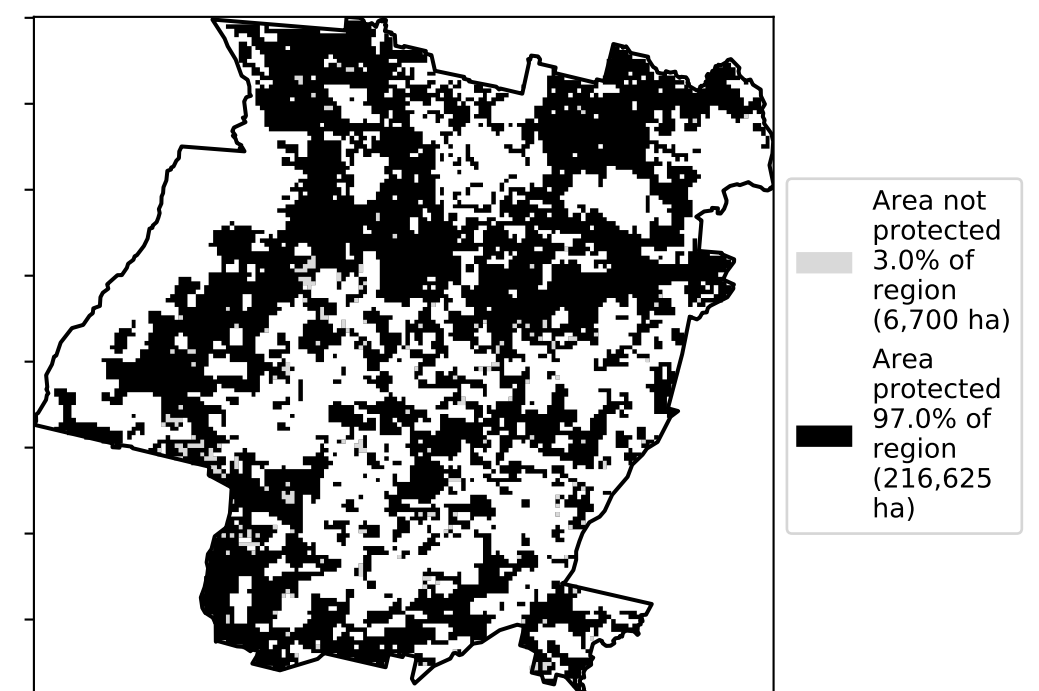 Area not
protected
3.0% of
region
(6,700 ha)
Area
protected
97.0% of
region
(216,625
ha)